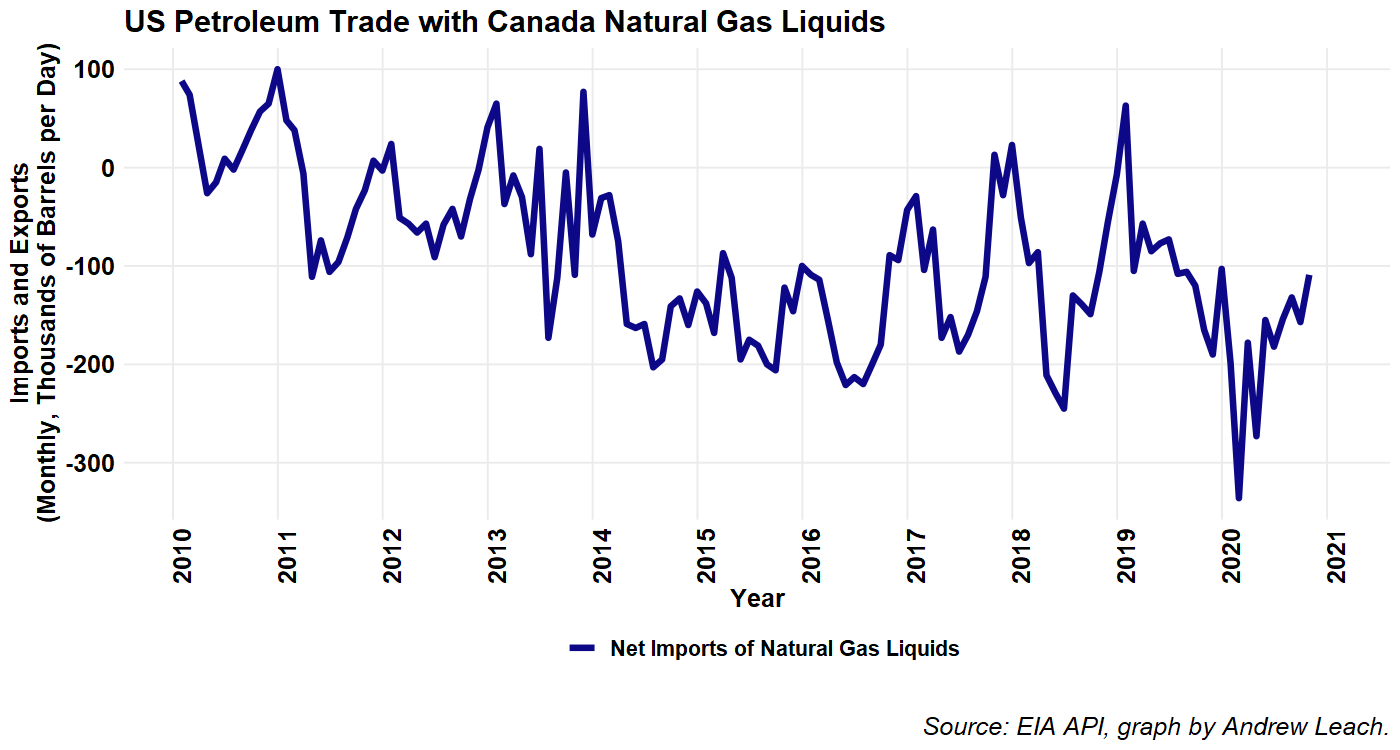 US Petroleum Trade with Canada Natural Gas Liquids
Imports and Exports
(Monthly, Thousands of Barrels per Day)
100
0
-100
-200
-300
2010
2011
2012
2013
2014
2015
2016
2017
2018
2019
2020
2021
Year
Net Imports of Natural Gas Liquids
Source: EIA API, graph by Andrew Leach.